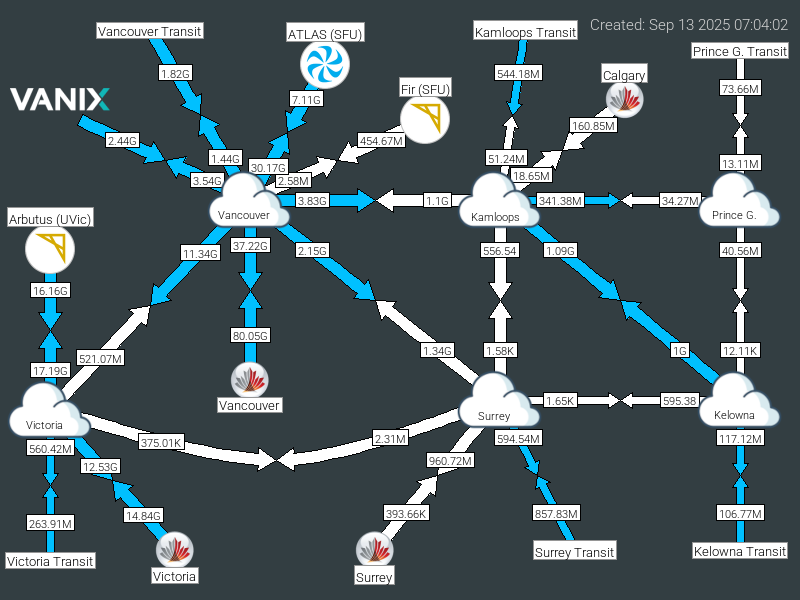 Created: Sep 13 2025 07:04:02
Vancouver Transit
ATLAS (SFU)
Kamloops Transit
Prince G. Transit
1.82G
544.18M
Calgary
73.66M
VANIX
7.11G
Fir (SFU)
2.44G
454.67M
160.85M
1.44G
30.17G
51.24M
13.11M
3.54G
2.58M
18.65M
Vancouver
3.83G
1.1G
Kamloops
341.38M
34.27M
Prince G.
Arbutus (UVic)
11.34G
37.22G
2.15G
556.54
1.09G
40.56M
16.16G
80.05G
521.07M
1.34G
1.58K
1G
12.11K
17.19G
Vancouver
Victoria
Surrey
1.65K
595.38
Kelowna
375.01K
2.31M
594.54M
117.12M
560.42M
12.53G
960.72M
263.91M
14.84G
393.66K
857.83M
106.77M
Victoria Transit
Victoria
Surrey
Surrey Transit
Kelowna Transit